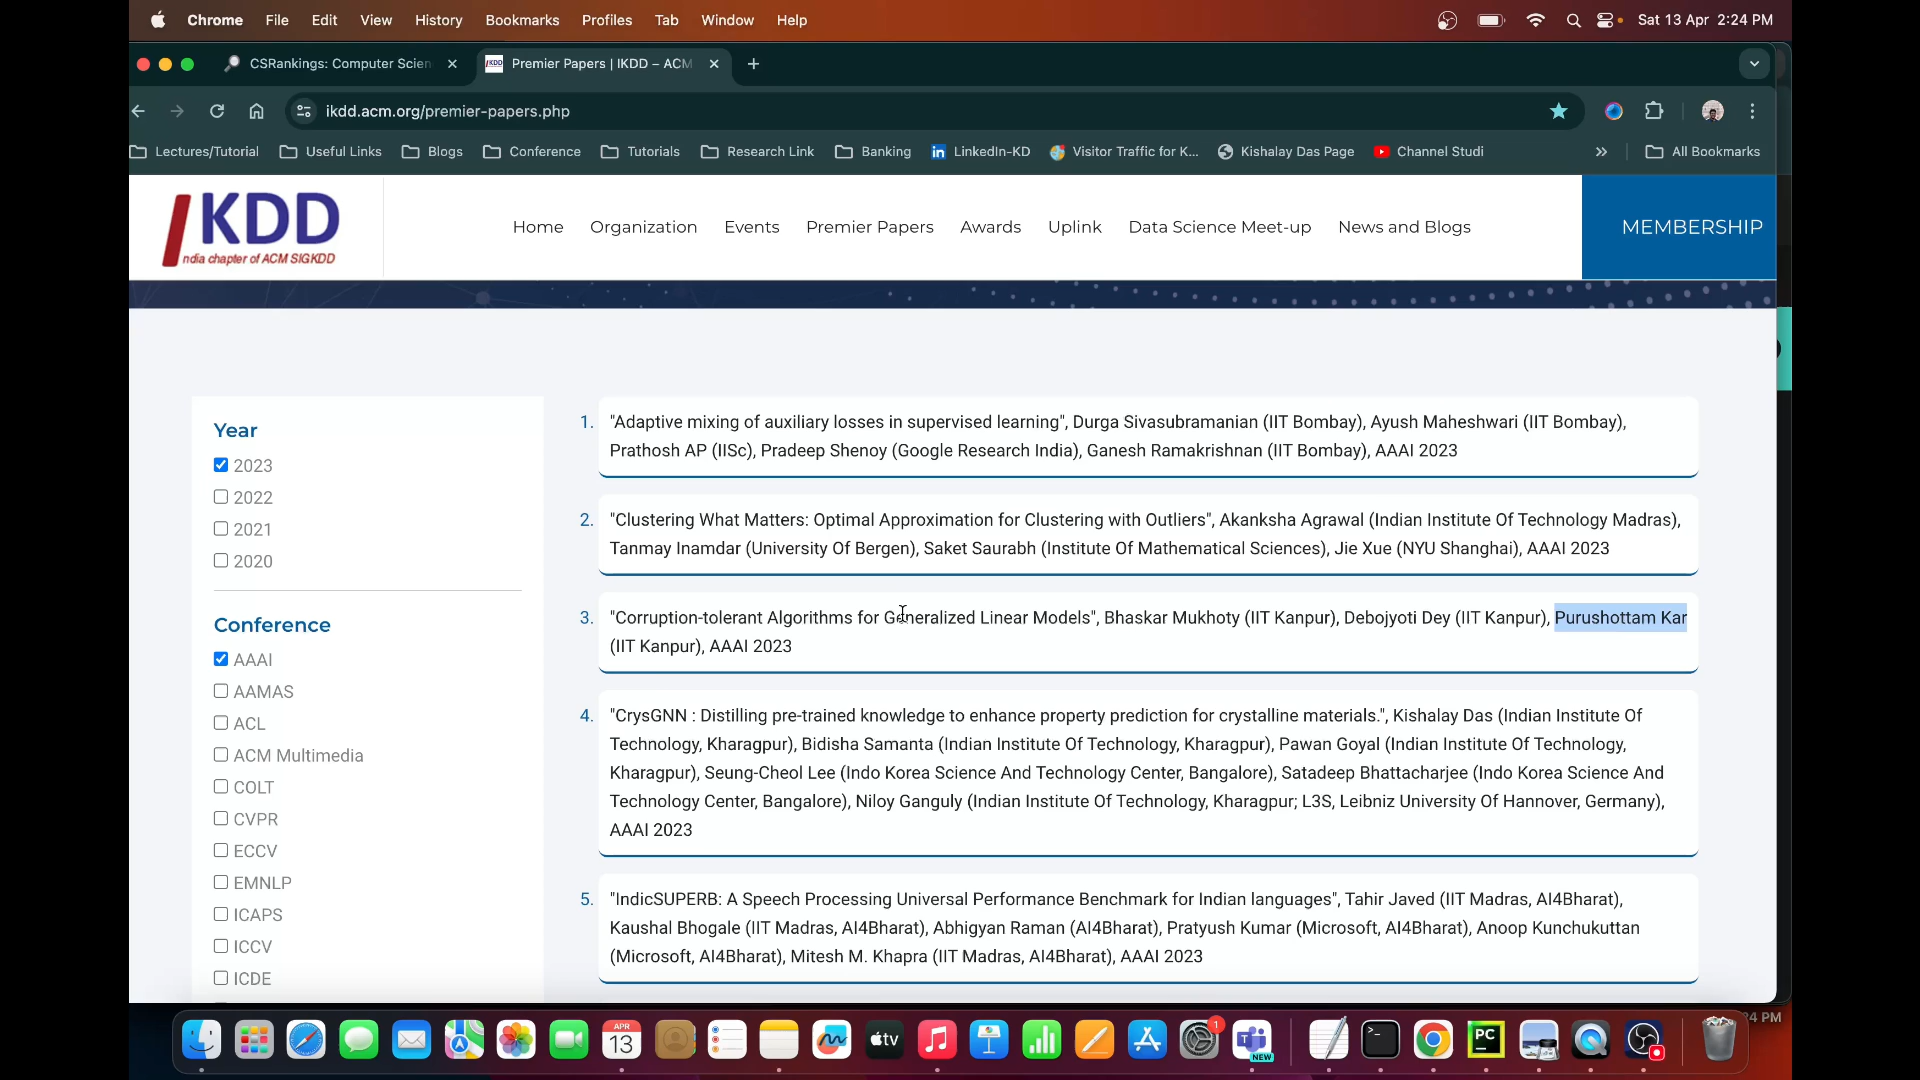 Chrome File Edit View History Bookmarks Profiles Tab Window Help Sat 13 Apr 2:24 PM
CSRankings: Computer Scien Premier Papers | IKDD – ACM
ikdd.acm.org/premier-papers.php
Lectures/Tutorial Useful Links Blogs Conference Tutorials Research Link Banking LinkedIn-KD Visitor Traffic for K... Kishalay Das Page Channel Studi » All Bookmarks
IKDD
India chapter of ACM SIGKDD
Home Organization Events Premier Papers Awards Uplink Data Science Meet-up News and Blogs MEMBERSHIP
Year
2023
2022
2021
2020
Conference
AAAI
AAMAS
ACL
ACM Multimedia
COLT
CVPR
ECCV
EMNLP
ICAPS
ICCV
ICDE
1. "Adaptive mixing of auxiliary losses in supervised learning", Durga Sivasubramanian (IIT Bombay), Ayush Maheshwari (IIT Bombay),
Prathosh AP (IISc), Pradeep Shenoy (Google Research India), Ganesh Ramakrishnan (IIT Bombay), AAAI 2023
2. "Clustering What Matters: Optimal Approximation for Clustering with Outliers", Akanksha Agrawal (Indian Institute Of Technology Madras),
Tanmay Inamdar (University Of Bergen), Saket Saurabh (Institute Of Mathematical Sciences), Jie Xue (NYU Shanghai), AAAI 2023
3. "Corruption-tolerant Algorithms for Generalized Linear Models", Bhaskar Mukhoty (IIT Kanpur), Debojyoti Dey (IIT Kanpur), Purushottam Kar
(IIT Kanpur), AAAI 2023
4. "CrysGNN : Distilling pre-trained knowledge to enhance property prediction for crystalline materials.", Kishalay Das (Indian Institute Of
Technology, Kharagpur), Bidisha Samanta (Indian Institute Of Technology, Kharagpur), Pawan Goyal (Indian Institute Of Technology,
Kharagpur), Seung-Cheol Lee (Indo Korea Science And Technology Center, Bangalore), Satadeep Bhattacharjee (Indo Korea Science And
Technology Center, Bangalore), Niloy Ganguly (Indian Institute Of Technology, Kharagpur; L3S, Leibniz University Of Hannover, Germany),
AAAI 2023
5. "IndicSUPERB: A Speech Processing Universal Performance Benchmark for Indian languages", Tahir Javed (IIT Madras, AI4Bharat),
Kaushal Bhogale (IIT Madras, AI4Bharat), Abhigyan Raman (AI4Bharat), Pratyush Kumar (Microsoft, AI4Bharat), Anoop Kunchukuttan
(Microsoft, AI4Bharat), Mitesh M. Khapra (IIT Madras, AI4Bharat), AAAI 2023
4 PM
APR
13
tv
1
NEW
PC